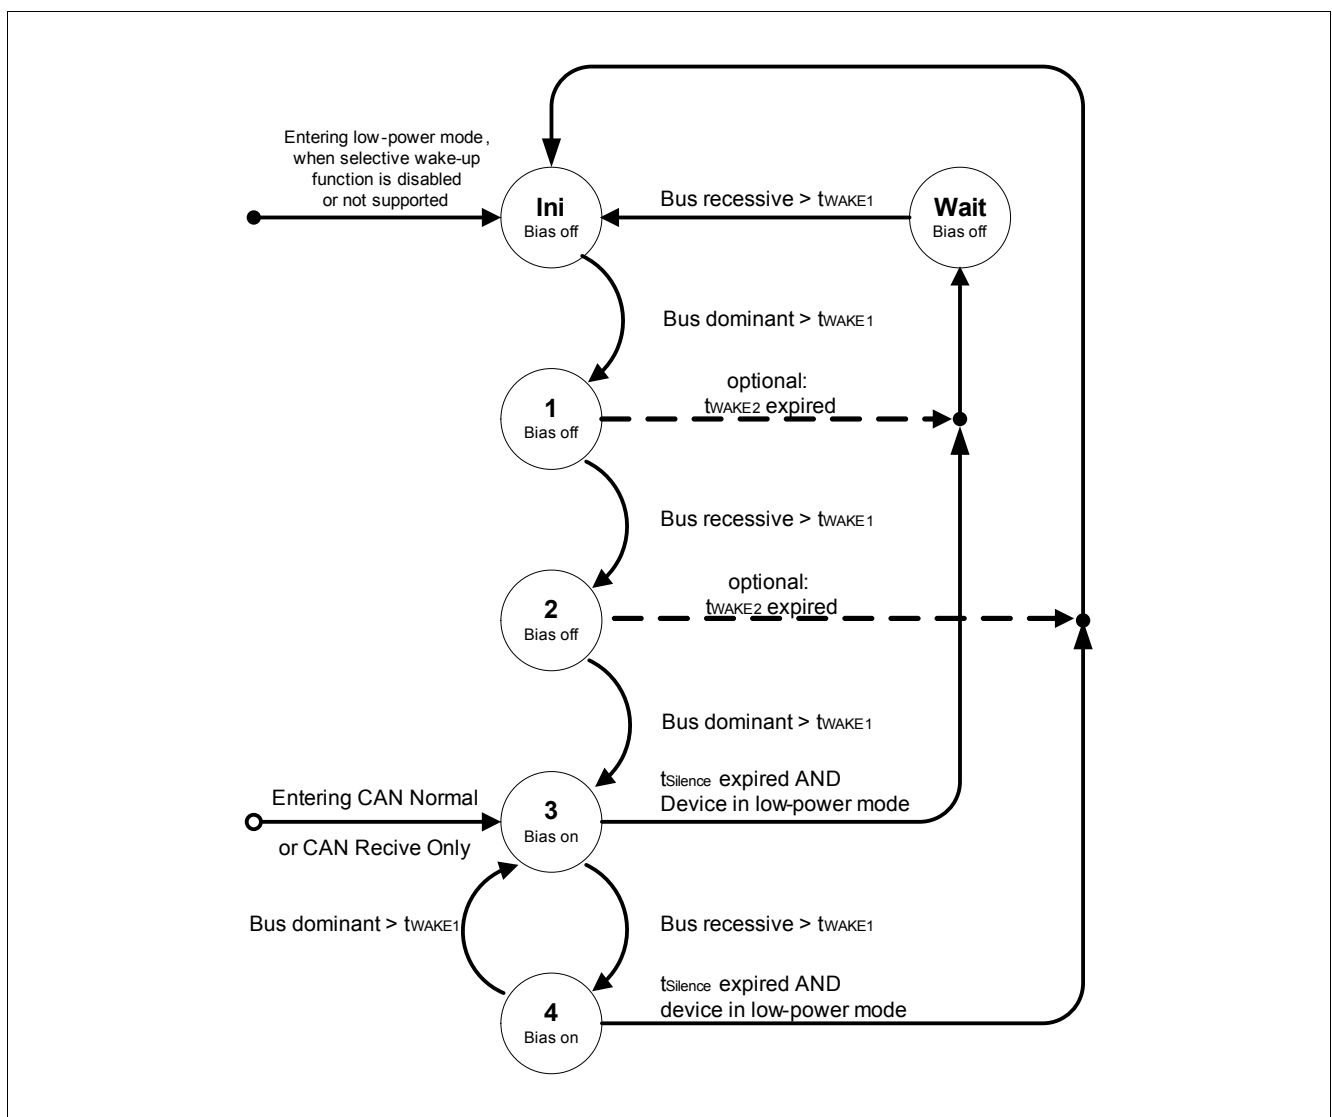 Entering low-power mode,
when selective wake-up
function is disabled
or not supported
Ini
Bias off
Bus recessive > tWAKE1
Wait
Bias off
Bus dominant > tWAKE1
optional:
tWAKE2 expired
1
Bias off
Bus recessive > tWAKE1
optional:
tWAKE2 expired
2
Bias off
Bus dominant > tWAKE1
tSilence expired AND
Device in low-power mode
Entering CAN Normal
or CAN Recive Only
3
Bias on
Bus dominant > tWAKE1
Bus recessive > tWAKE1
tSilence expired AND
device in low-power mode
4
Bias on